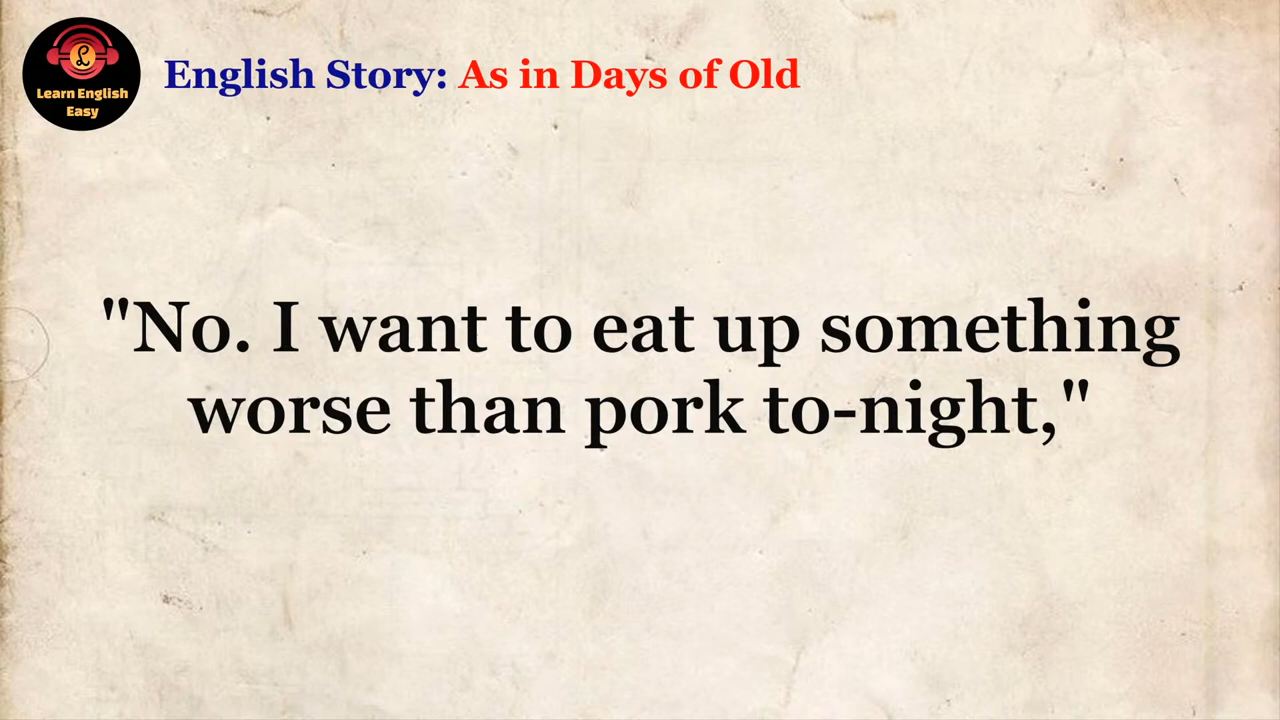 Learn English
Easy
English Story: As in Days of Old
"No. I want to eat up something
worse than pork to-night,"